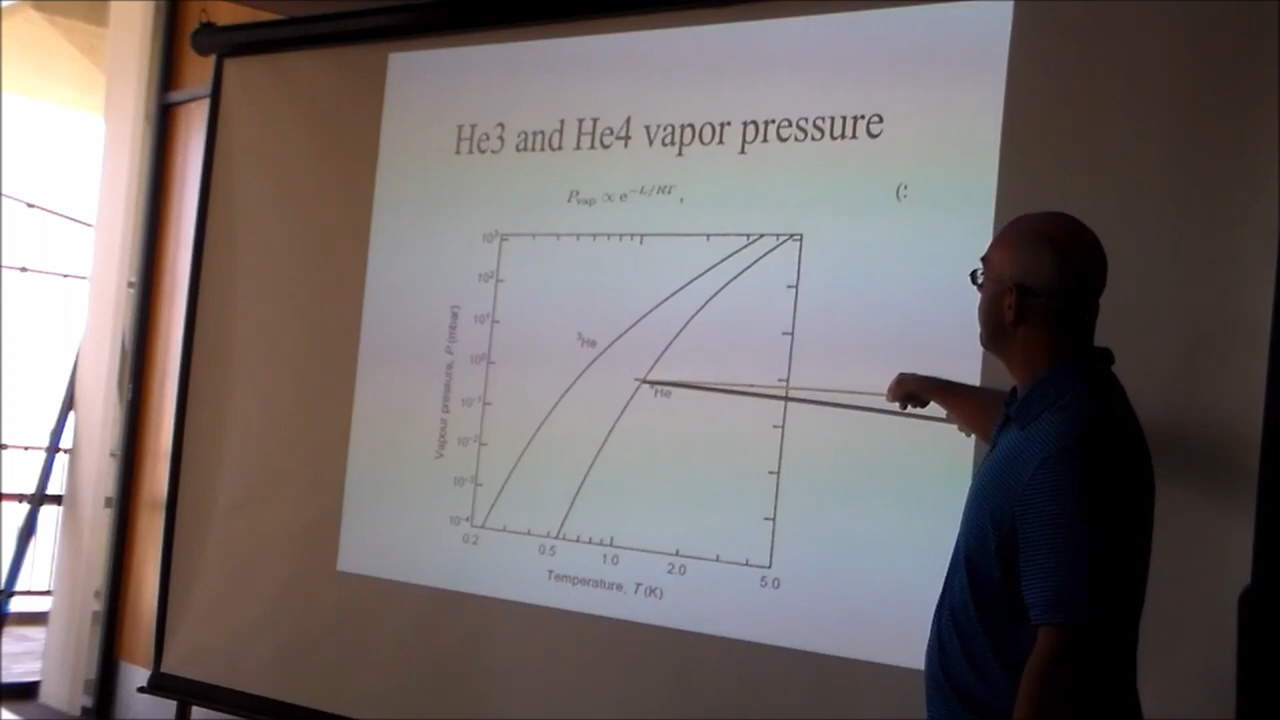 He3 and He4 vapor pressure
P_vap ∝ e^{-L/RT},
(:
10³
10²
10¹
10⁰
10⁻¹
10⁻²
10⁻³
10⁻⁴
Vapour pressure, P (mbar)
³He
⁴He
0.2
0.5
1.0
2.0
5.0
Temperature, T (K)